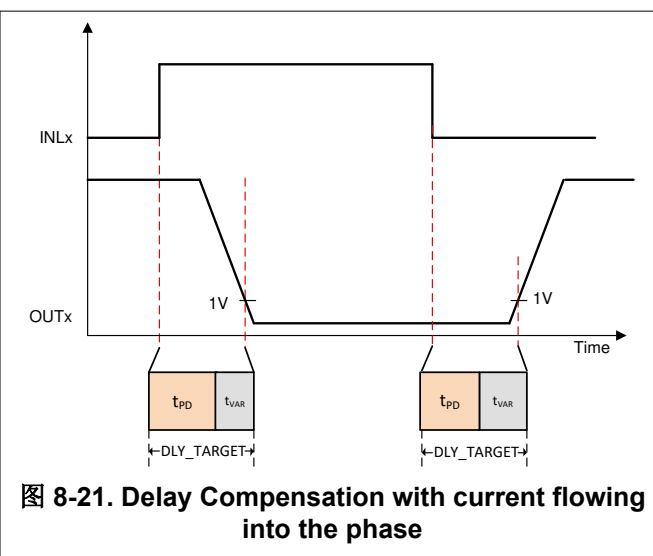 INLx
1V
1V
OUTx
Time
tPD
tVAR
tPD
tVAR
DLY_TARGET
DLY_TARGET
图 8-21. Delay Compensation with current flowing
into the phase